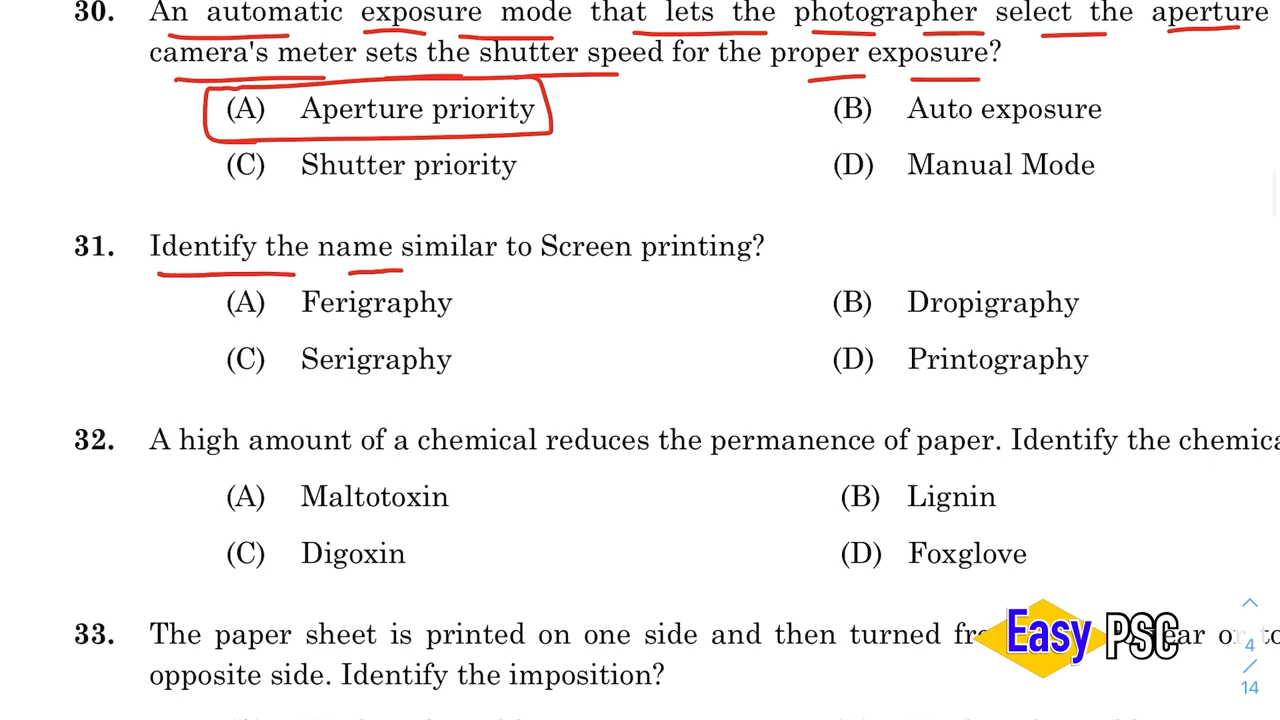 30. An automatic exposure mode that lets the photographer select the aperture
camera's meter sets the shutter speed for the proper exposure?
(A) Aperture priority (B) Auto exposure
(C) Shutter priority (D) Manual Mode
31. Identify the name similar to Screen printing?
(A) Ferigraphy (B) Dropigraphy
(C) Serigraphy (D) Printography
32. A high amount of a chemical reduces the permanence of paper. Identify the
(A) Maltotoxin (B) Lignin
(C) Digoxin (D) Foxglove
33. The paper sheet is printed on one side and then turned
opposite side. Identify the imposition?
Easy PSC
4
/
14